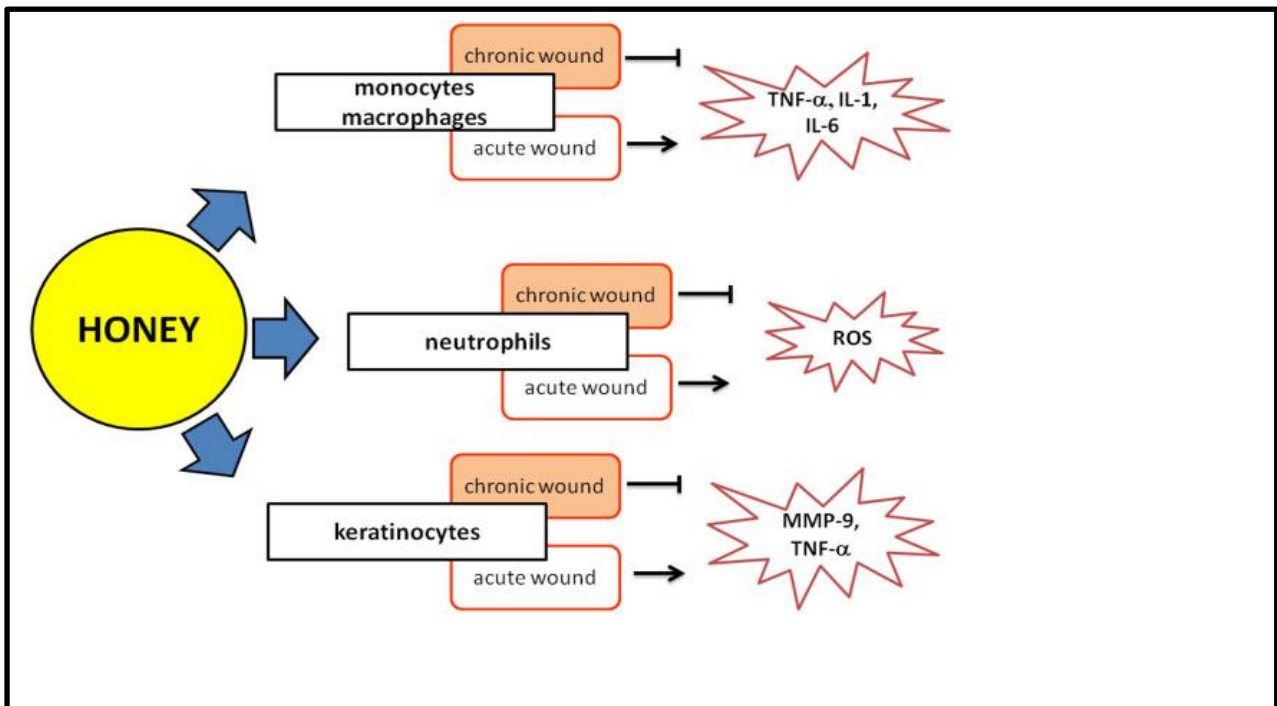 chronic wound
monocytes
macrophages
acute wound
TNF-α, IL-1,
IL-6
HONEY
chronic wound
neutrophils
acute wound
ROS
chronic wound
keratinocytes
acute wound
MMP-9,
TNF-α